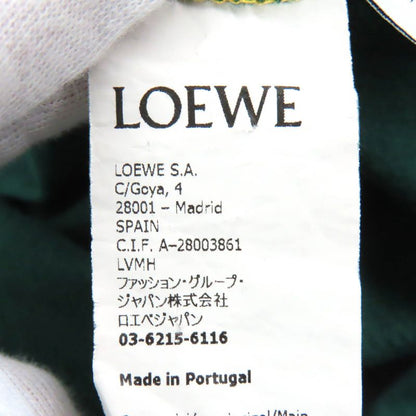 LOEWE
LOEWE S.A.
C/Goya, 4
28001 – Madrid
SPAIN
C.I.F. A-28003861
LVMH
ファッション・グループ・
ジャパン株式会社
ロエベジャパン
03-6215-6116
Made in Portugal